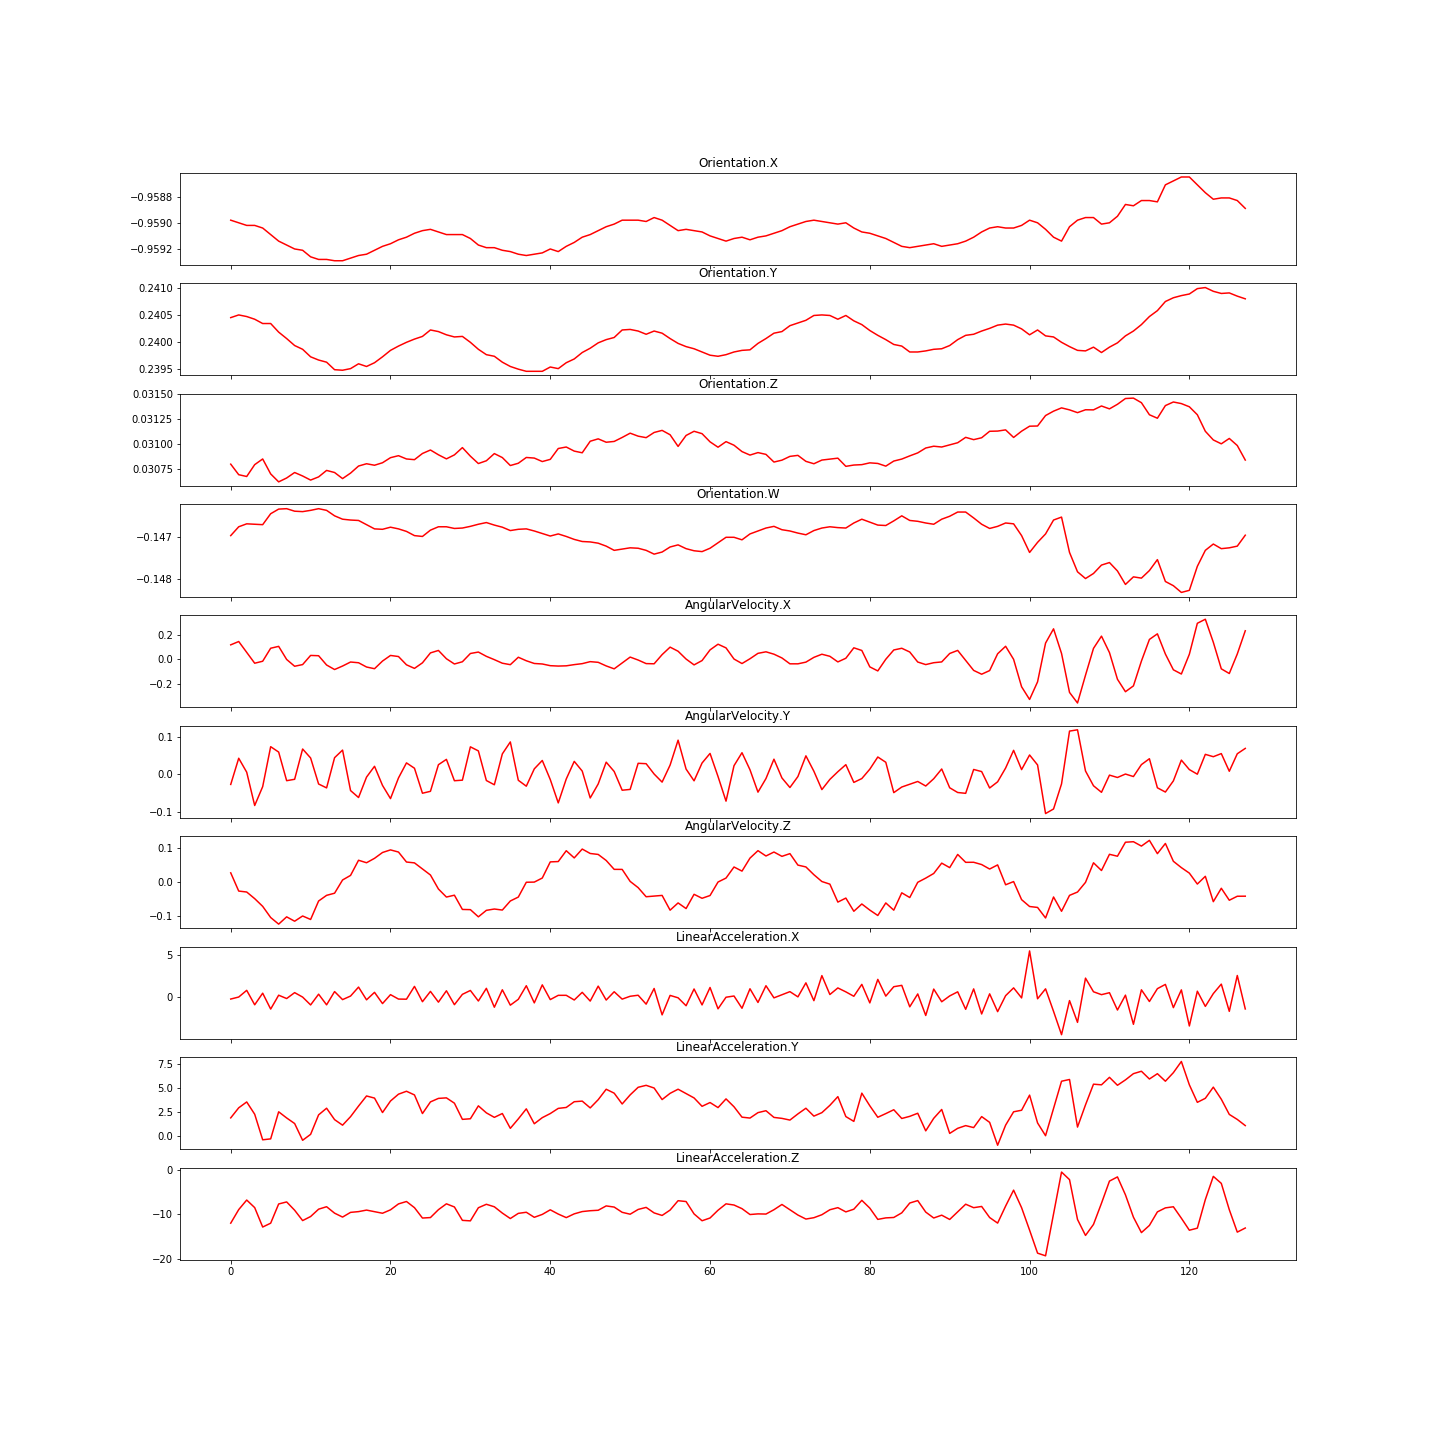 Orientation.X
−0.9588
−0.9590
−0.9592
Orientation.Y
0.2410
0.2405
0.2400
0.2395
Orientation.Z
0.03150
0.03125
0.03100
0.03075
Orientation.W
−0.147
−0.148
AngularVelocity.X
0.2
0.0
−0.2
AngularVelocity.Y
0.1
0.0
−0.1
AngularVelocity.Z
0.1
0.0
−0.1
LinearAcceleration.X
5
0
LinearAcceleration.Y
7.5
5.0
2.5
0.0
LinearAcceleration.Z
0
−10
−20
0 20 40 60 80 100 120